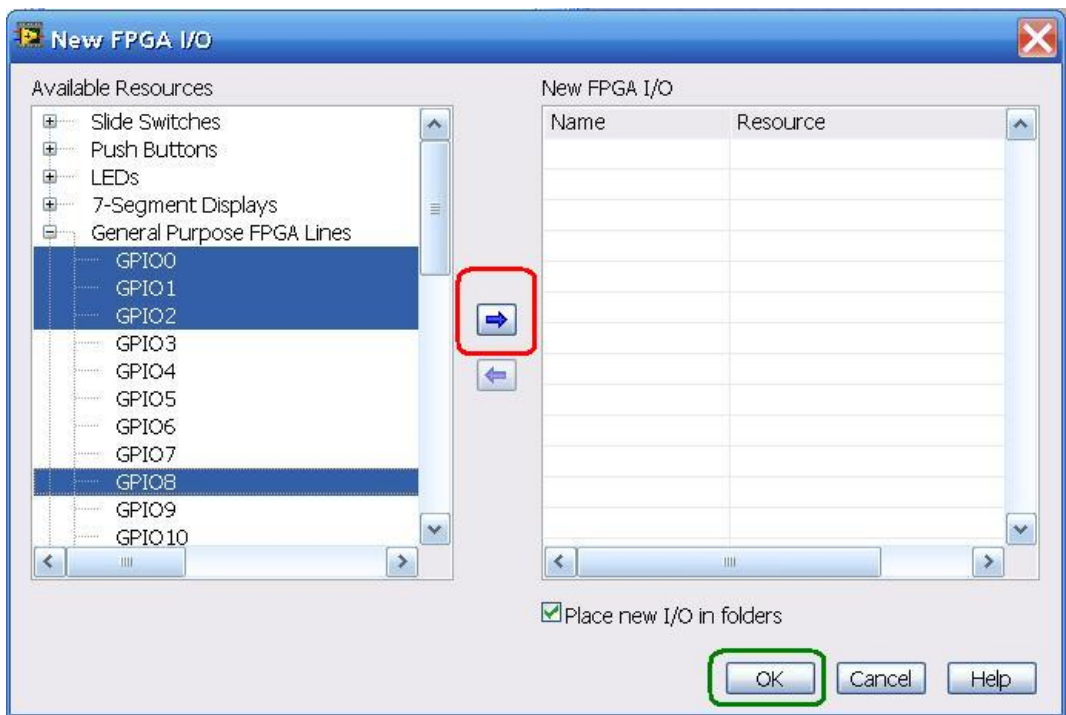 New FPGA I/O
Available Resources
Slide Switches
Push Buttons
LEDs
7-Segment Displays
General Purpose FPGA Lines
GPIO0
GPIO1
GPIO2
GPIO3
GPIO4
GPIO5
GPIO6
GPIO7
GPIO8
GPIO9
GPIO10
New FPGA I/O
Name Resource
Place new I/O in folders
OK Cancel Help